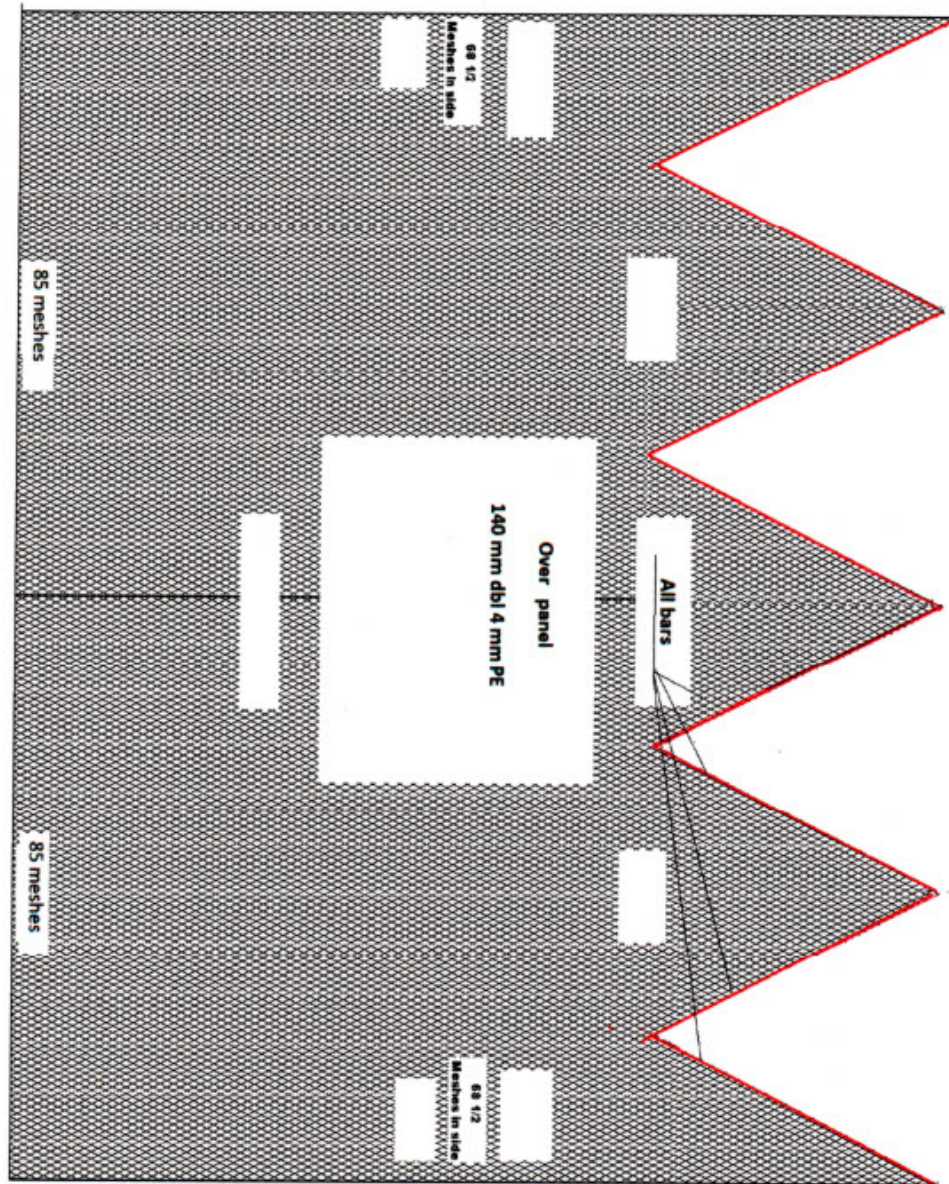 68 1/2
Meshes in side
85 meshes
Over panel
140 mm dbl 4 mm PE
All bars
85 meshes
68 1/2
Meshes in side